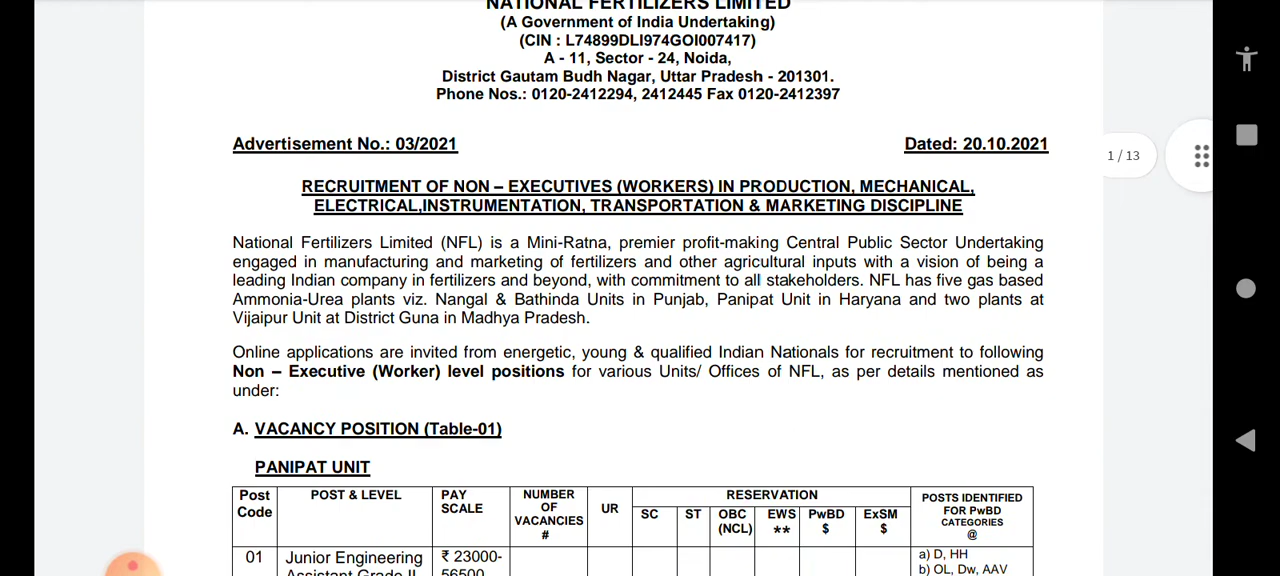 NATIONAL FERTILIZERS LIMITED
(A Government of India Undertaking)
(CIN : L74899DLI974GOI007417)
A - 11, Sector - 24, Noida,
District Gautam Budh Nagar, Uttar Pradesh - 201301.
Phone Nos.: 0120-2412294, 2412445 Fax 0120-2412397
Advertisement No.: 03/2021 Dated: 20.10.2021
1 / 13
RECRUITMENT OF NON – EXECUTIVES (WORKERS) IN PRODUCTION, MECHANICAL,
ELECTRICAL,INSTRUMENTATION, TRANSPORTATION & MARKETING DISCIPLINE
National Fertilizers Limited (NFL) is a Mini-Ratna, premier profit-making Central Public Sector Undertaking
engaged in manufacturing and marketing of fertilizers and other agricultural inputs with a vision of being a
leading Indian company in fertilizers and beyond, with commitment to all stakeholders. NFL has five gas based
Ammonia-Urea plants viz. Nangal & Bathinda Units in Punjab, Panipat Unit in Haryana and two plants at
Vijaipur Unit at District Guna in Madhya Pradesh.
Online applications are invited from energetic, young & qualified Indian Nationals for recruitment to following
Non – Executive (Worker) level positions for various Units/ Offices of NFL, as per details mentioned as
under:
A. VACANCY POSITION (Table-01)
PANIPAT UNIT
Post Code POST & LEVEL PAY SCALE NUMBER OF VACANCIES # UR RESERVATION POSTS IDENTIFIED FOR PwBD CATEGORIES @
SC ST OBC (NCL) EWS ** PwBD $ ExSM $
01 Junior Engineering ₹ 23000- a) D, HH
Assistant Grade II 56500 b) OL, Dw, AAV